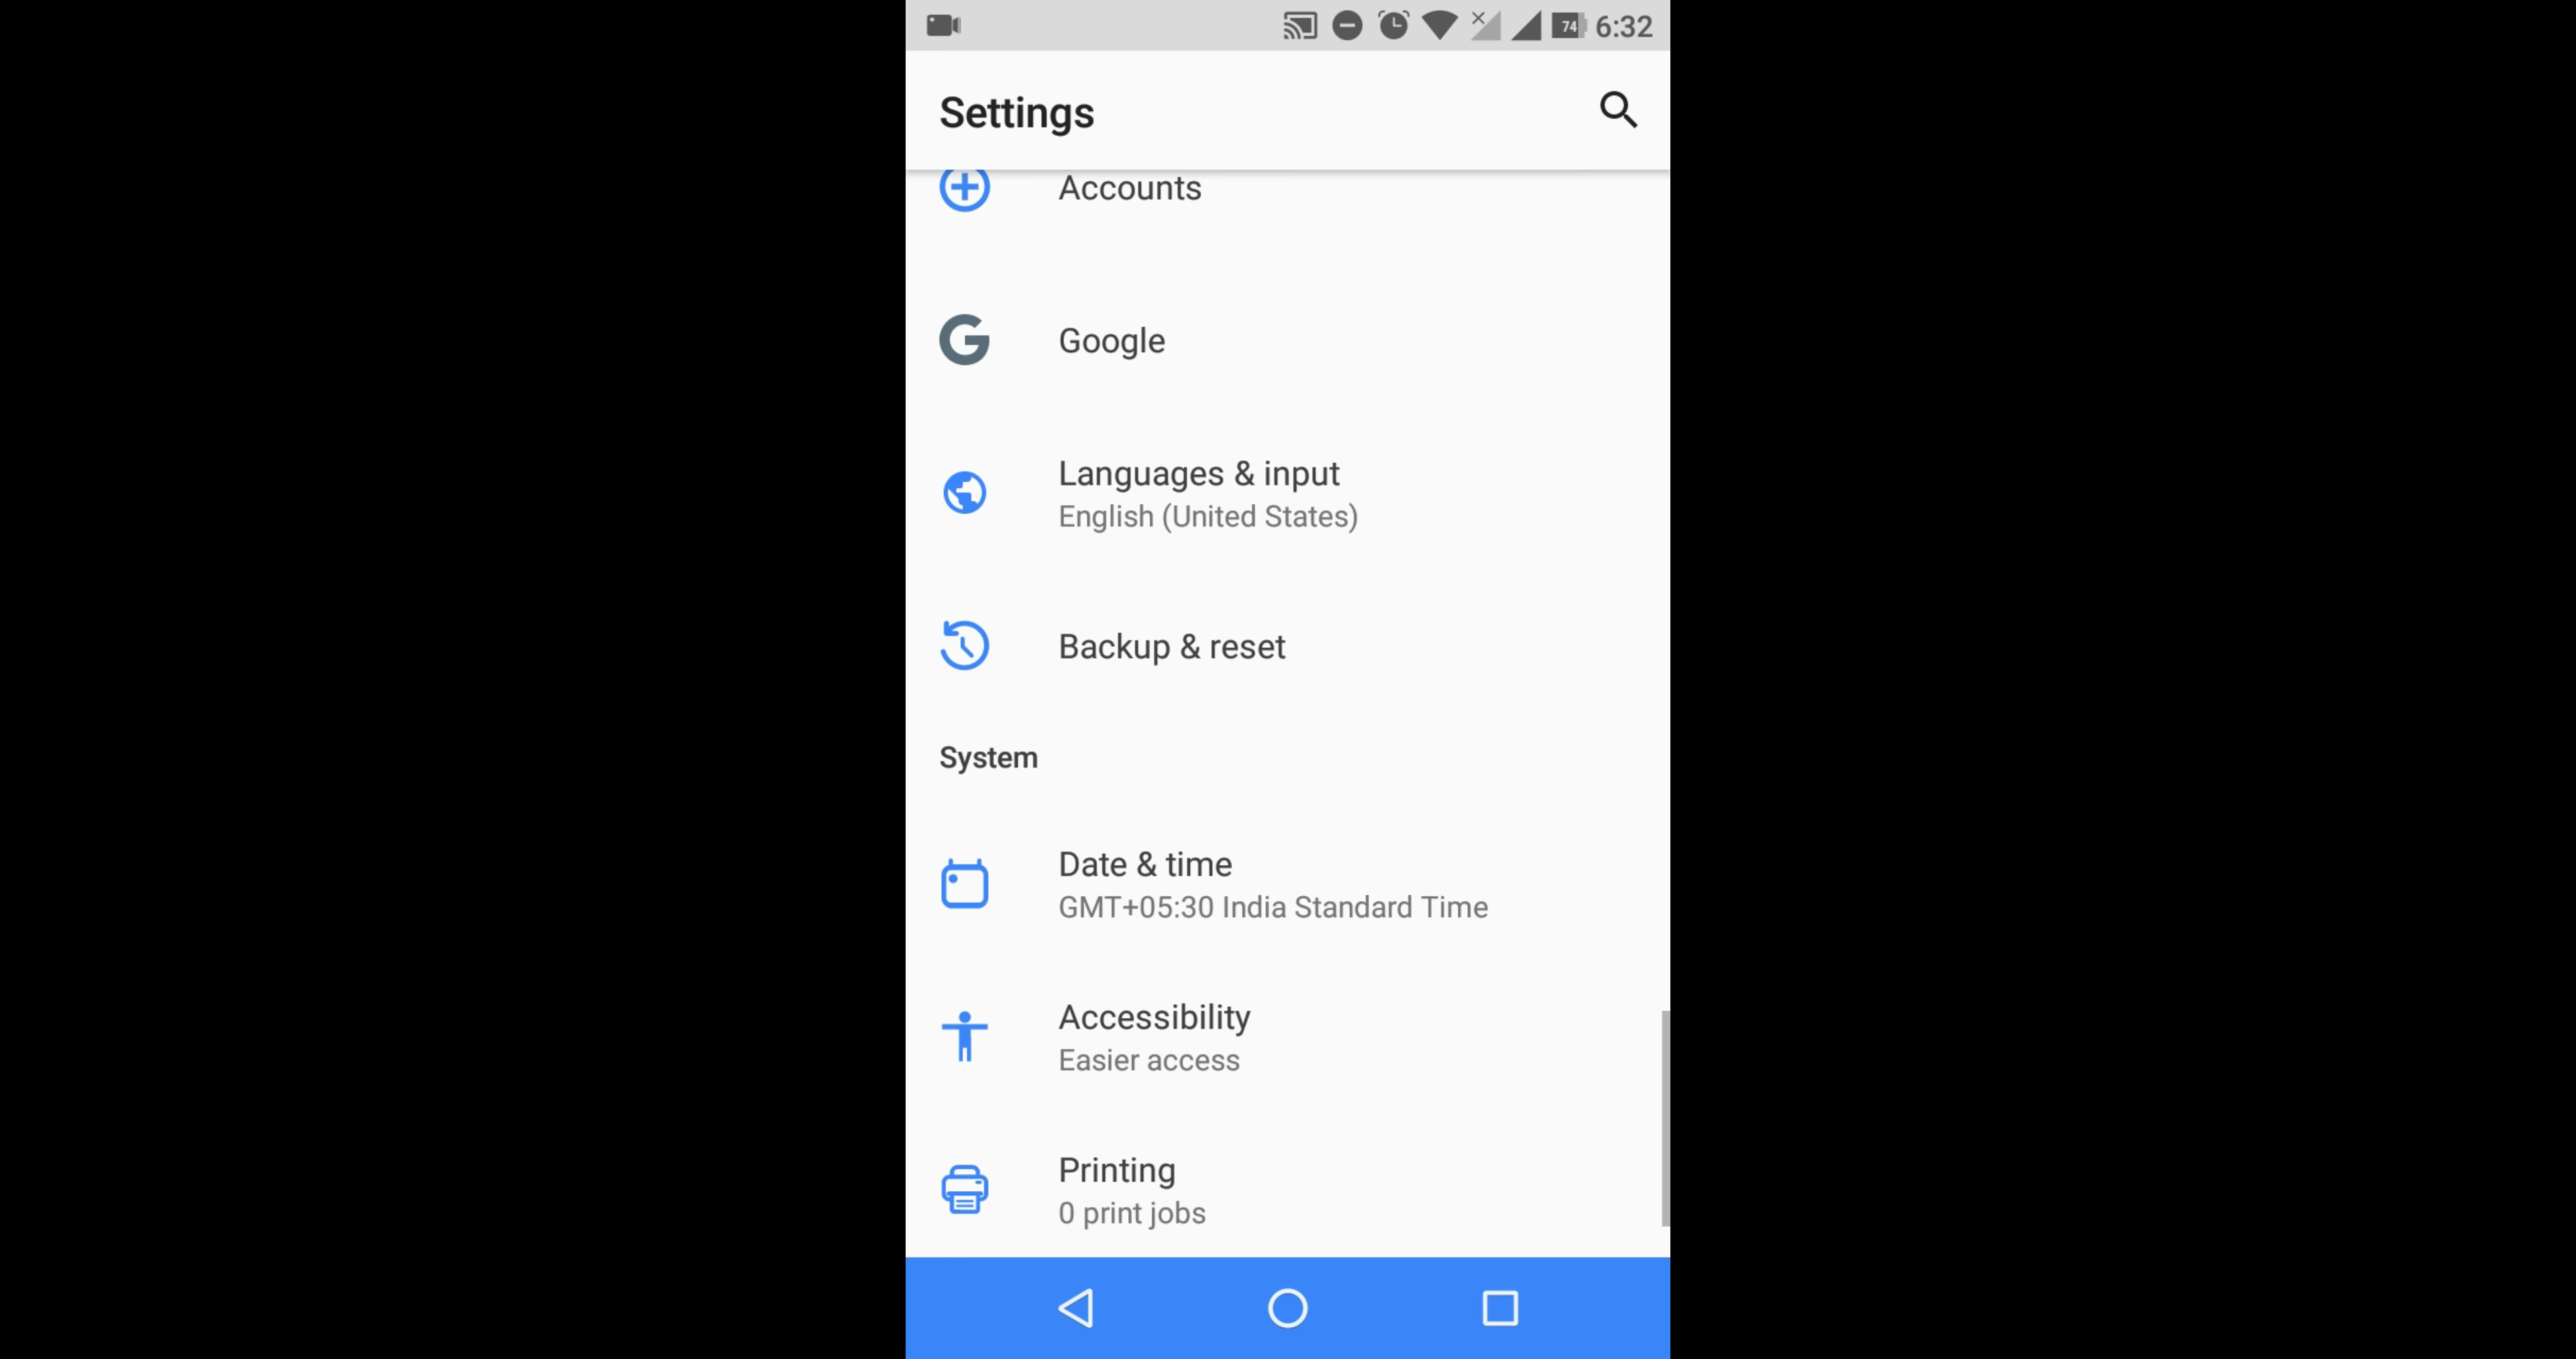 74 6:32
Settings
Accounts
Google
Languages & input
English (United States)
Backup & reset
System
Date & time
GMT+05:30 India Standard Time
Accessibility
Easier access
Printing
0 print jobs